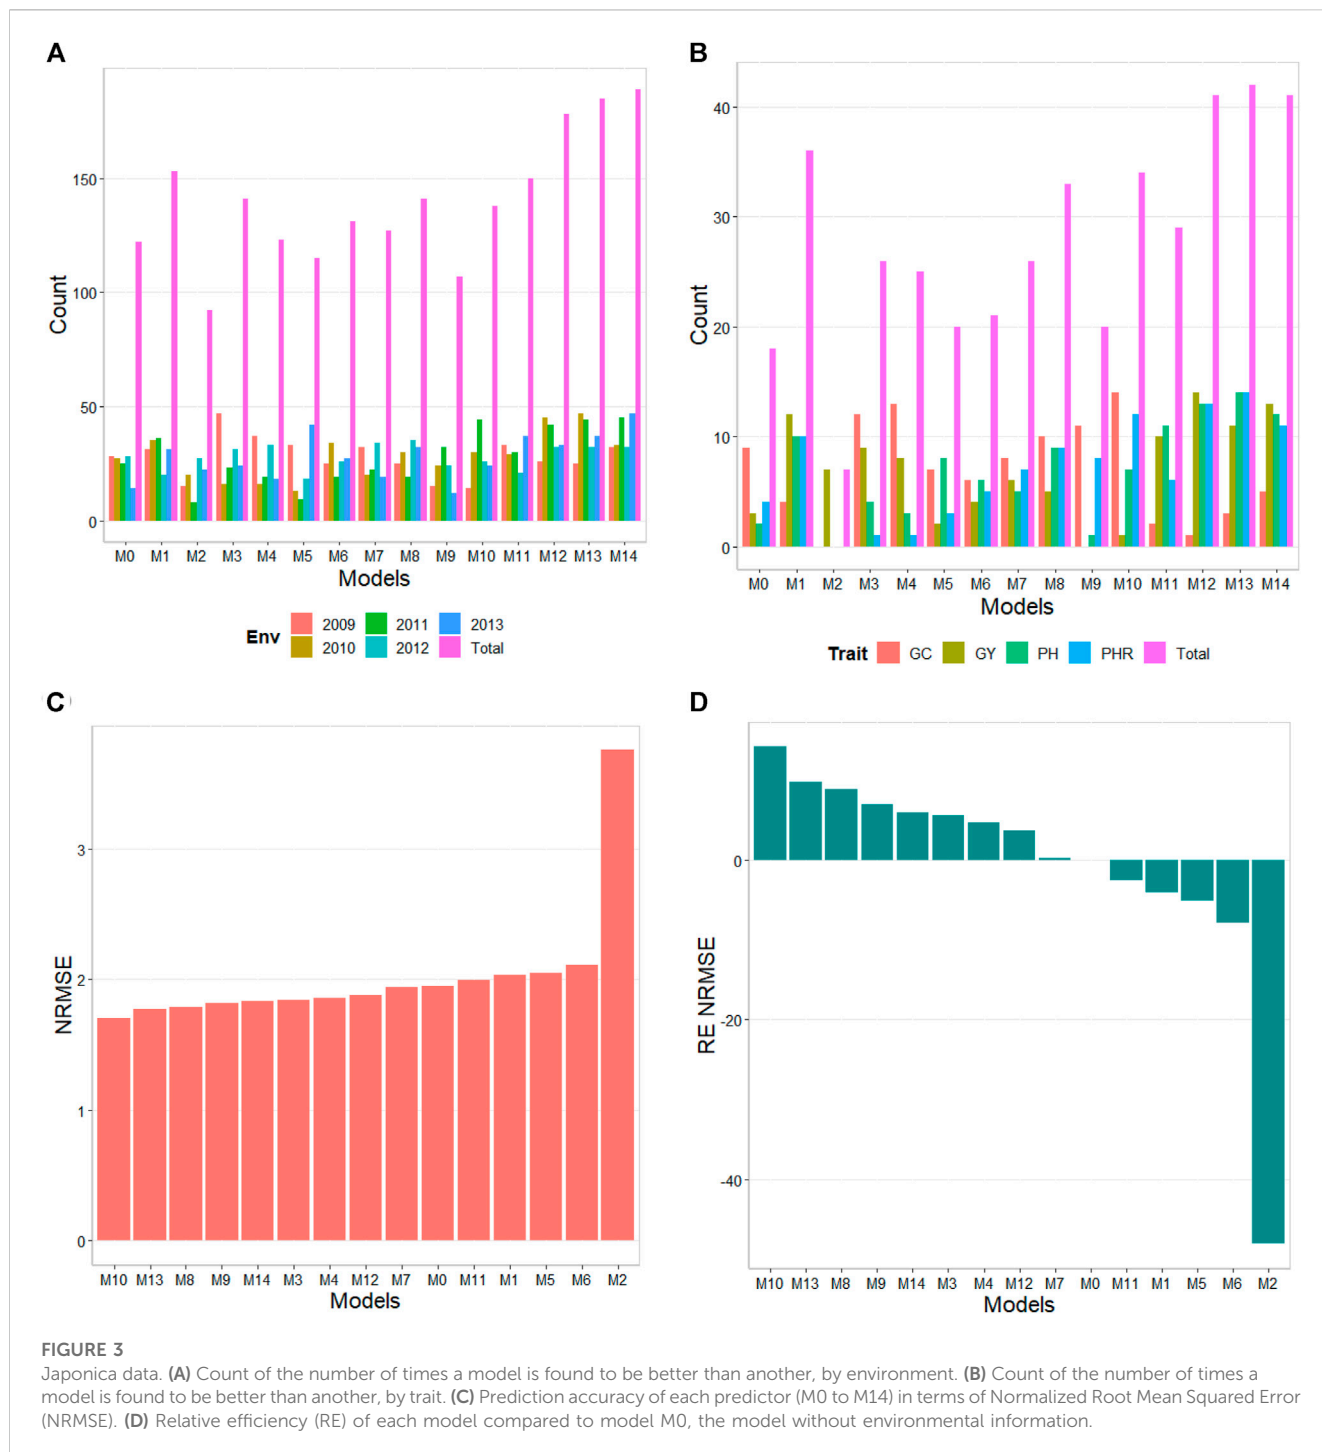 A
Count
150
100
50
0
M0 M1 M2 M3 M4 M5 M6 M7 M8 M9 M10 M11 M12 M13 M14
Models
Env
2009 2011 2013
2010 2012 Total
B
Count
40
30
20
10
0
M0 M1 M2 M3 M4 M5 M6 M7 M8 M9 M10 M11 M12 M13 M14
Models
Trait GC GY PH PHR Total
C
NRMSE
3
2
1
0
M10 M13 M8 M9 M14 M3 M4 M12 M7 M0 M11 M1 M5 M6 M2
Models
D
RE NRMSE
0
-20
-40
M10 M13 M8 M9 M14 M3 M4 M12 M7 M0 M11 M1 M5 M6 M2
Models
FIGURE 3
Japonica data. (A) Count of the number of times a model is found to be better than another, by environment. (B) Count of the number of times a
model is found to be better than another, by trait. (C) Prediction accuracy of each predictor (M0 to M14) in terms of Normalized Root Mean Squared Error
(NRMSE). (D) Relative efficiency (RE) of each model compared to model M0, the model without environmental information.